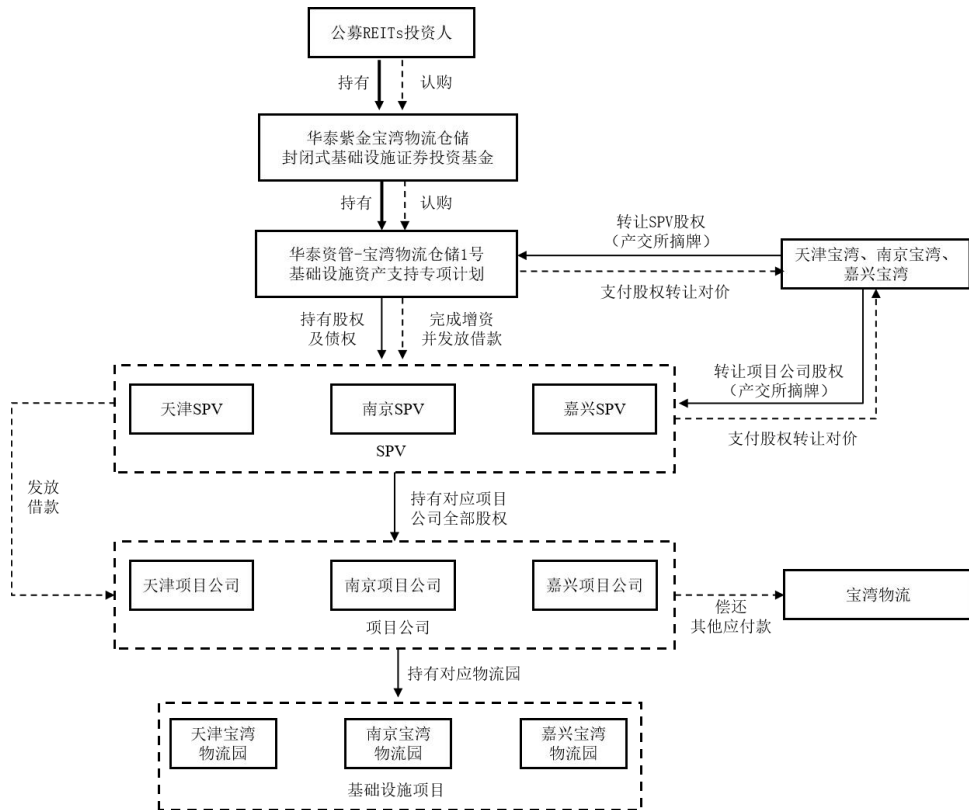 公募REITs投资人
持有
认购
华泰紫金宝湾物流仓储
封闭式基础设施证券投资基金
持有
认购
华泰资管-宝湾物流仓储1号
基础设施资产支持专项计划
转让SPV股权
（产交所摘牌）
支付股权转让对价
天津宝湾、南京宝湾、
嘉兴宝湾
持有股权
及债权
完成增资
并发放借款
转让项目公司股权
（产交所摘牌）
支付股权转让对价
天津SPV
南京SPV
嘉兴SPV
SPV
发放
借款
持有对应项目
公司全部股权
天津项目公司
南京项目公司
嘉兴项目公司
项目公司
偿还
其他应付款
宝湾物流
持有对应物流园
天津宝湾
物流园
南京宝湾
物流园
嘉兴宝湾
物流园
基础设施项目